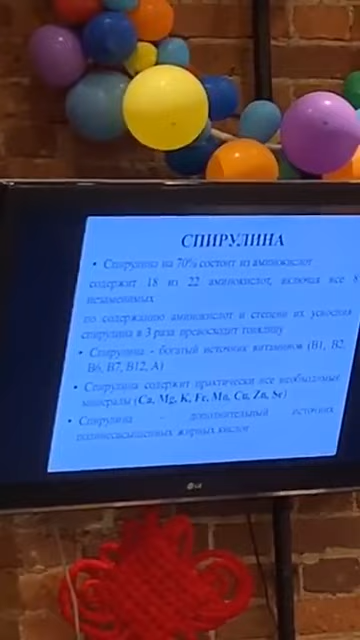 СПИРУЛИНА
• Спирулина на 70% состоит из аминокислот
содержит 18 из 22 аминокислот, включая все 8
незаменимых
по содержанию аминокислот и степени их усвоения
спирулина в 3 раза превосходит говядину
• Спирулина - богатый источник витаминов (B1, B2,
B6, B7, B12, A)
• Спирулина содержит практически все необходимые
минералы (Ca, Mg, K, Fe, Mn, Cu, Zn, Se)
• Спирулина - дополнительный источник
полиненасыщенных жирных кислот
LG